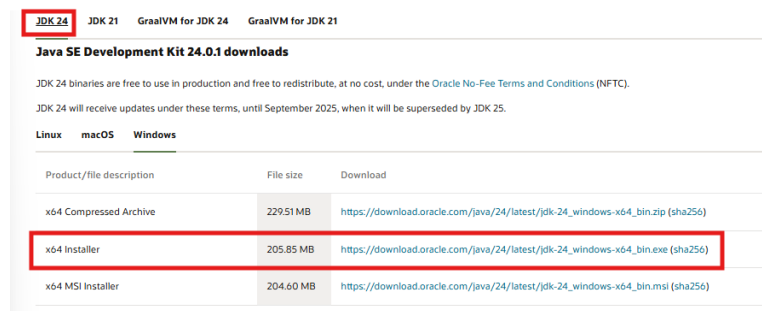 JDK 24 JDK 21 GraalVM for JDK 24 GraalVM for JDK 21
Java SE Development Kit 24.0.1 downloads
JDK 24 binaries are free to use in production and free to redistribute, at no cost, under the Oracle No-Fee Terms and Conditions (NFTC).
JDK 24 will receive updates under these terms, until September 2025, when it will be superseded by JDK 25.
Linux macOS Windows
Product/file description File size Download
x64 Compressed Archive 229.51 MB https://download.oracle.com/java/24/latest/jdk-24_windows-x64_bin.zip (sha256)
x64 Installer 205.85 MB https://download.oracle.com/java/24/latest/jdk-24_windows-x64_bin.exe (sha256)
x64 MSI Installer 204.60 MB https://download.oracle.com/java/24/latest/jdk-24_windows-x64_bin.msi (sha256)